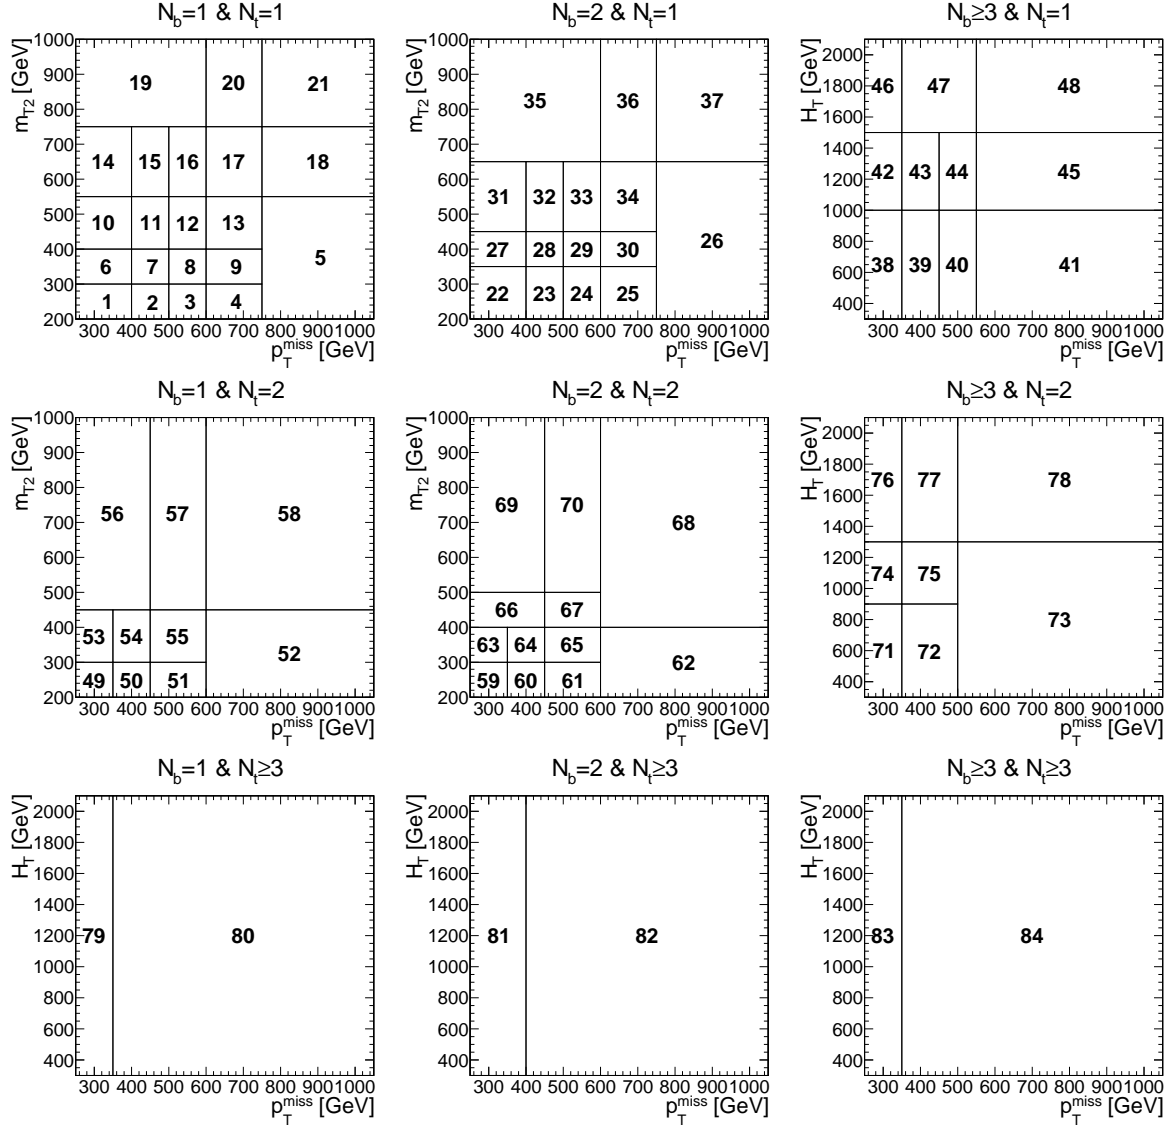 N_b=1 & N_t=1
m_T2 [GeV]
1000
900
800
700
600
500
400
300
200
19 20 21
14 15 16 17 18
10 11 12 13
5
6 7 8 9
1 2 3 4
300 400 500 600 700 800 900 1000
p_T^miss [GeV]
N_b=2 & N_t=1
m_T2 [GeV]
1000
900
800
700
600
500
400
300
200
35 36 37
31 32 33 34
26
27 28 29 30
22 23 24 25
300 400 500 600 700 800 900 1000
p_T^miss [GeV]
N_b≥3 & N_t=1
H_T [GeV]
2000
1800
1600
1400
1200
1000
800
600
400
46 47 48
42 43 44 45
38 39 40 41
300 400 500 600 700 800 900 1000
p_T^miss [GeV]
N_b=1 & N_t=2
m_T2 [GeV]
1000
900
800
700
600
500
400
300
200
56 57 58
53 54 55
52
49 50 51
300 400 500 600 700 800 900 1000
p_T^miss [GeV]
N_b=2 & N_t=2
m_T2 [GeV]
1000
900
800
700
600
500
400
300
200
69 70 68
66 67
63 64 65
62
59 60 61
300 400 500 600 700 800 900 1000
p_T^miss [GeV]
N_b≥3 & N_t=2
H_T [GeV]
2000
1800
1600
1400
1200
1000
800
600
400
76 77 78
74 75
73
71 72
300 400 500 600 700 800 900 1000
p_T^miss [GeV]
N_b=1 & N_t≥3
H_T [GeV]
2000
1800
1600
1400
1200
1000
800
600
400
79 80
300 400 500 600 700 800 900 1000
p_T^miss [GeV]
N_b=2 & N_t≥3
H_T [GeV]
2000
1800
1600
1400
1200
1000
800
600
400
81 82
300 400 500 600 700 800 900 1000
p_T^miss [GeV]
N_b≥3 & N_t≥3
H_T [GeV]
2000
1800
1600
1400
1200
1000
800
600
400
83 84
300 400 500 600 700 800 900 1000
p_T^miss [GeV]